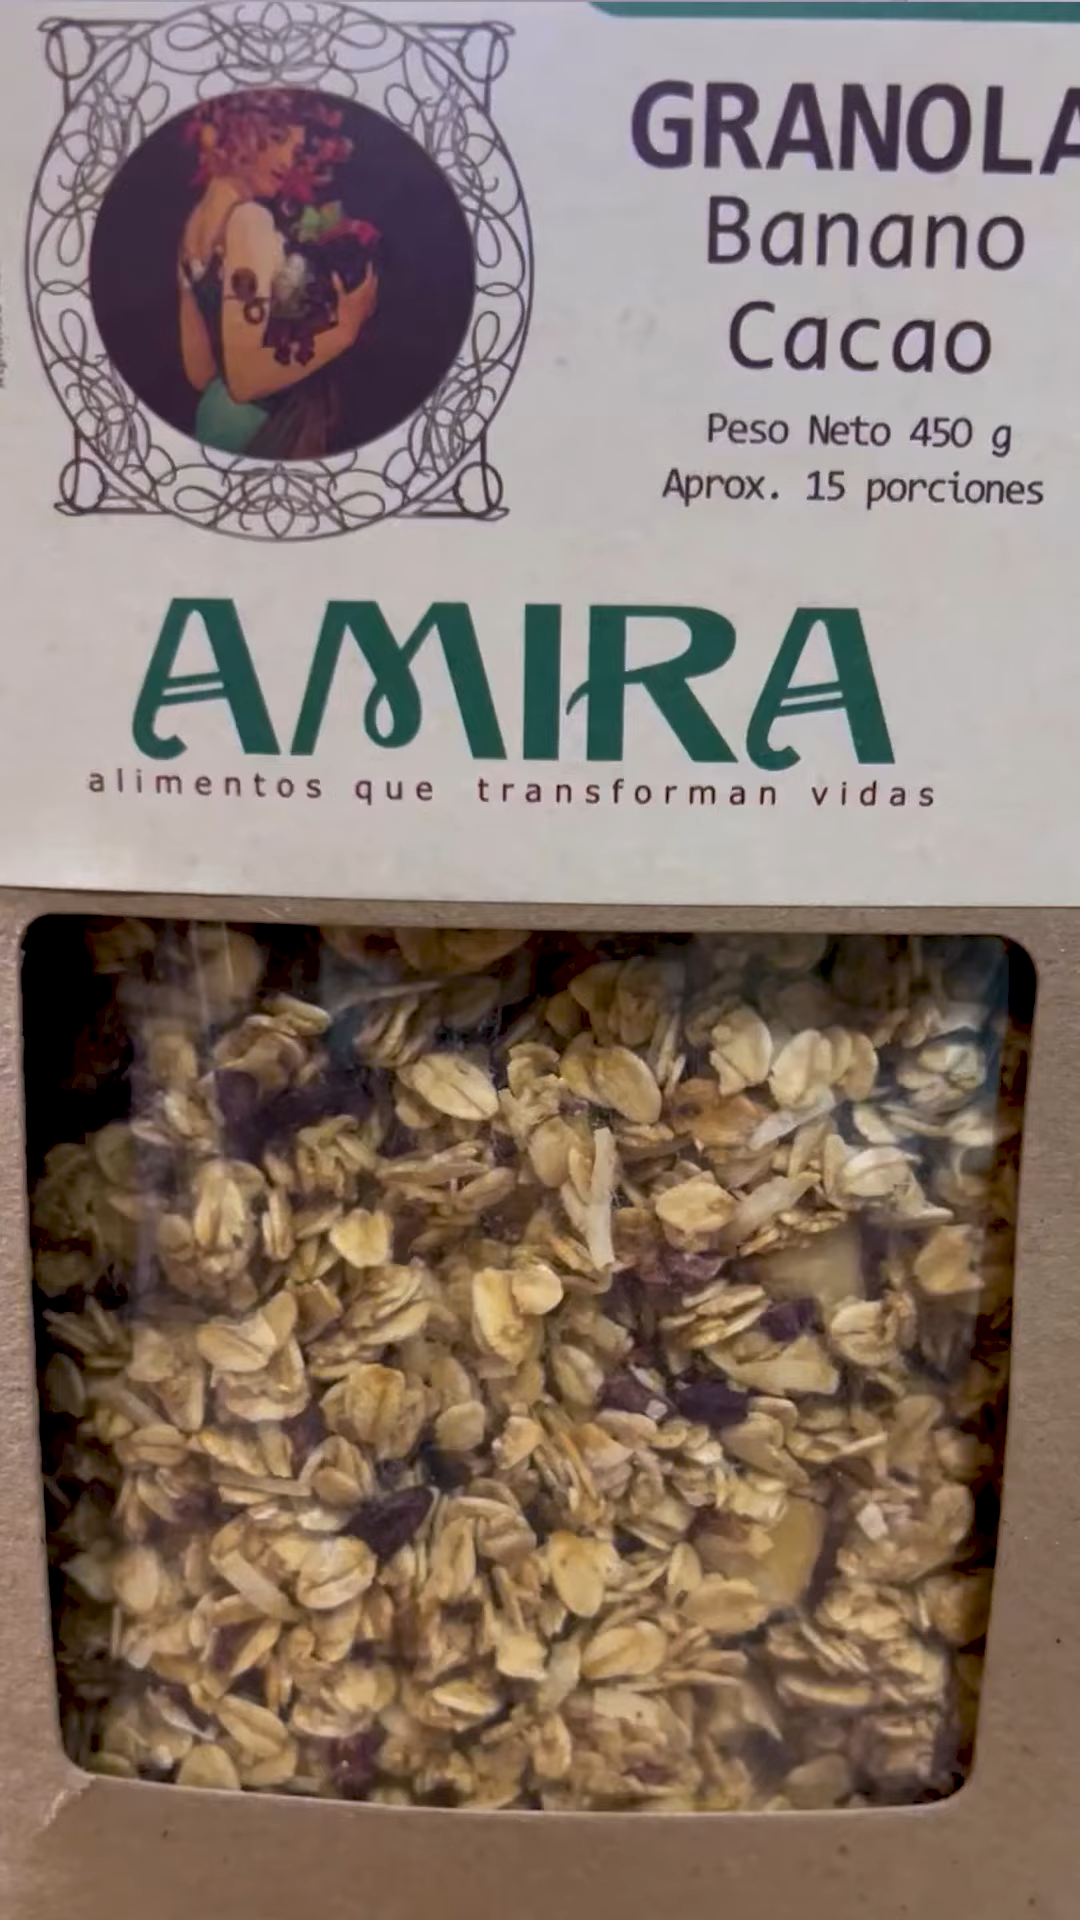 GRANOLA
Banano
Cacao
Peso Neto 450 g
Aprox. 15 porciones
AMIRA
alimentos que transforman vidas